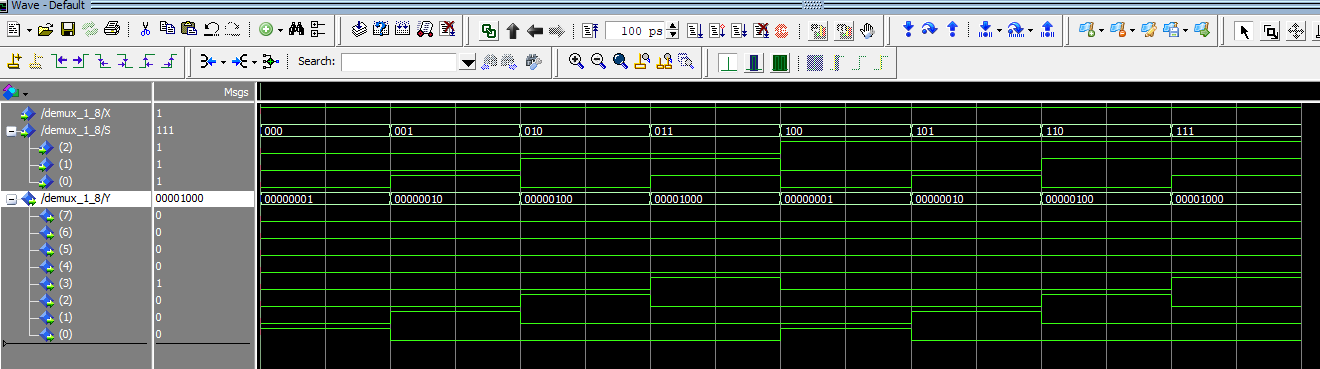 Wave - Default
100 ps
Search:
Msgs
/demux_1_8/X 1
/demux_1_8/S 111 000 001 010 011 100 101 110 111
(2) 1
(1) 1
(0) 1
/demux_1_8/Y 00001000 00000001 00000010 00000100 00001000 00000001 00000010 00000100 00001000
(7) 0
(6) 0
(5) 0
(4) 0
(3) 1
(2) 0
(1) 0
(0) 0